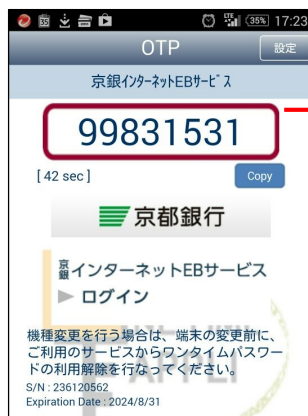 35% 17:23
OTP
設定
京銀ｲﾝﾀｰﾈｯﾄEBｻｰﾋﾞｽ
99831531
[ 42 sec ]
Copy
京都銀行
京銀インターネットEBサービス
▶ ログイン
機種変更を行う場合は、端末の変更前に、
ご利用のサービスからワンタイムパスワー
ドの利用解除を行なってください。
S/N : 236120562
Expiration Date : 2024/8/31